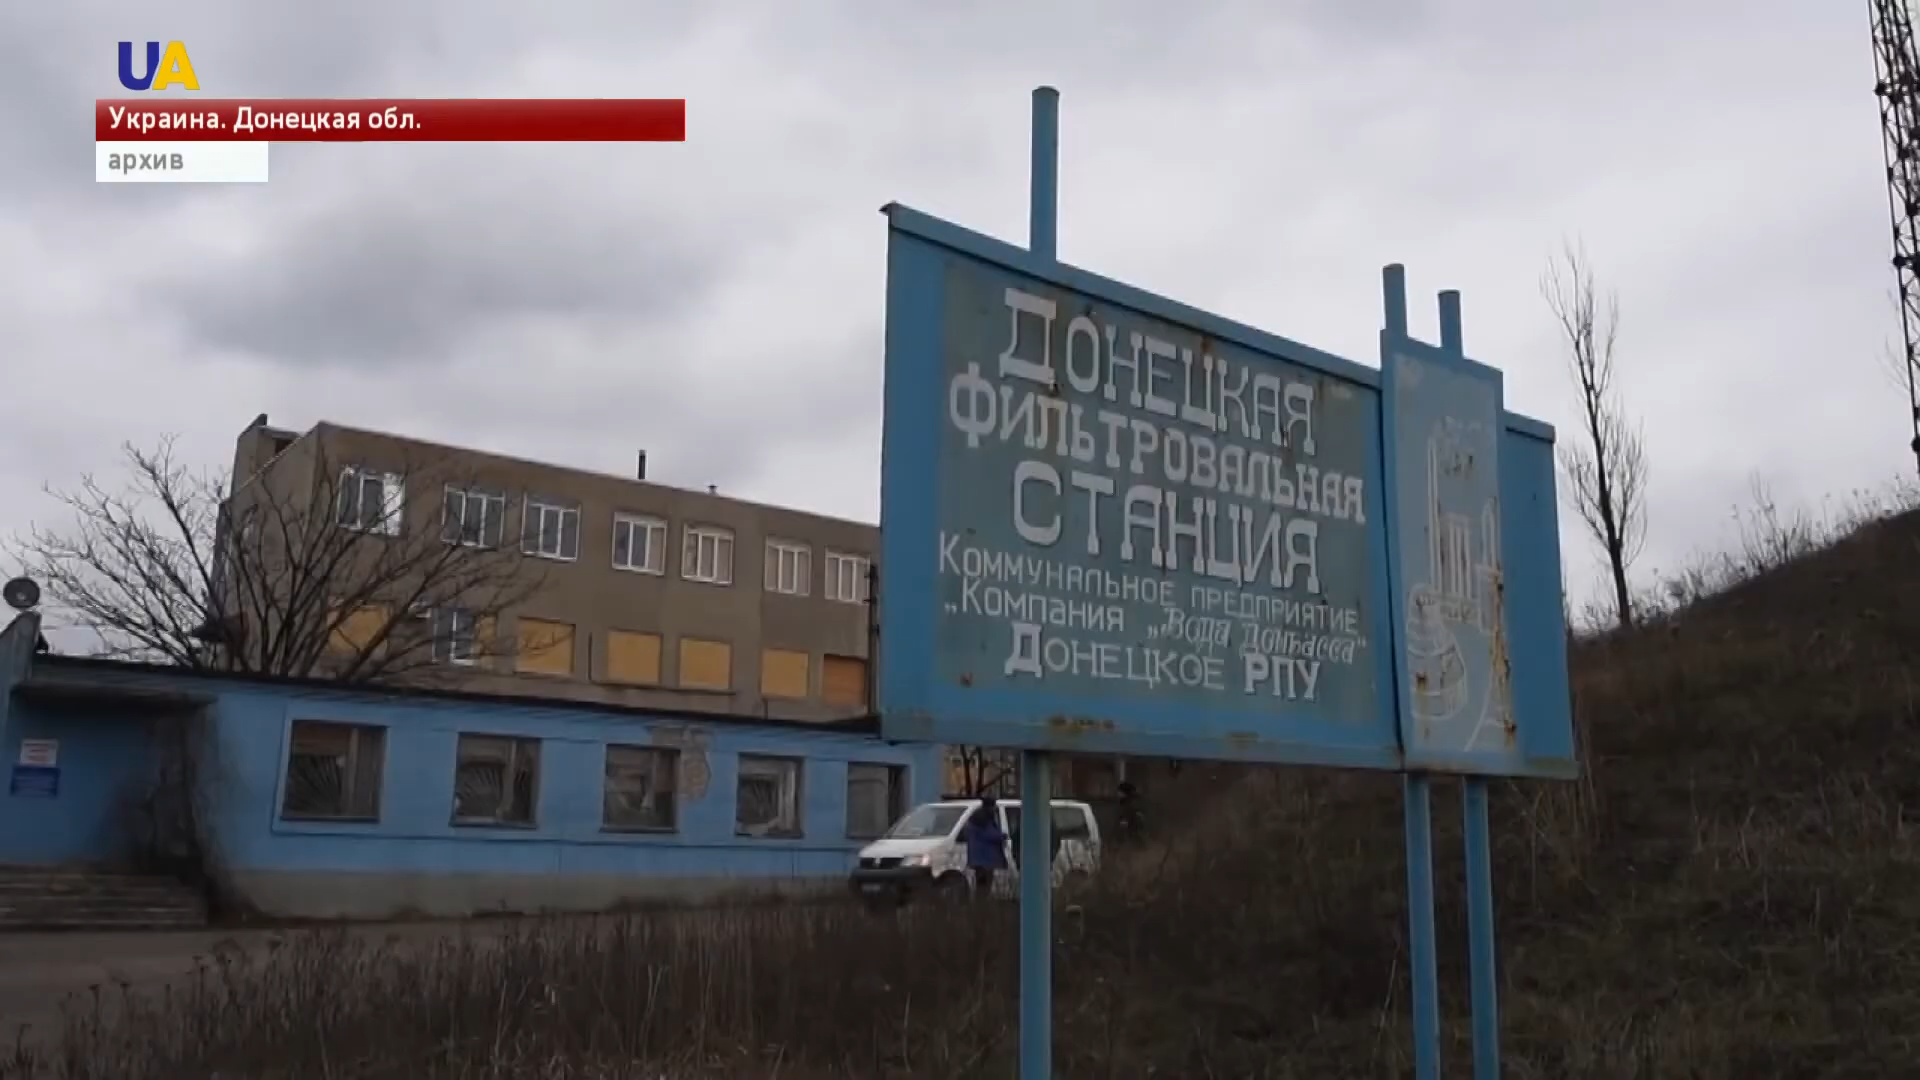 UA
Украина. Донецкая обл.
архив
Донецкая
фильтровальная
станция
Коммунальное предприятие
„Компания „Вода Донбасса"
Донецкое РПУ